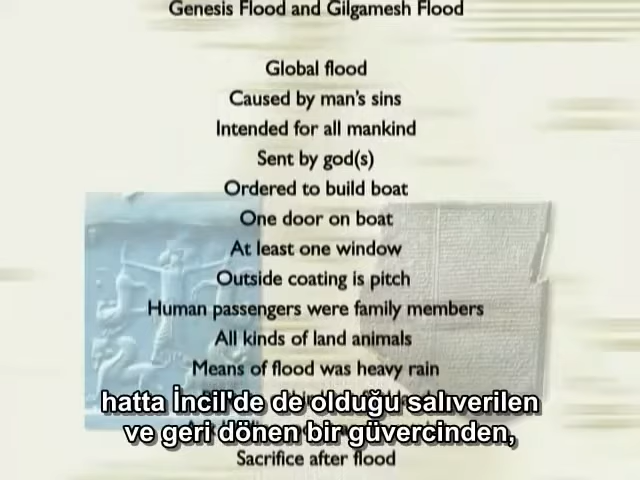 Genesis Flood and Gilgamesh Flood
Global flood
Caused by man's sins
Intended for all mankind
Sent by god(s)
Ordered to build boat
One door on boat
At least one window
Outside coating is pitch
Human passengers were family members
All kinds of land animals
Means of flood was heavy rain
hatta İncil'de de olduğu salıverilen
ve geri dönen bir güvercinden,
Sacrifice after flood